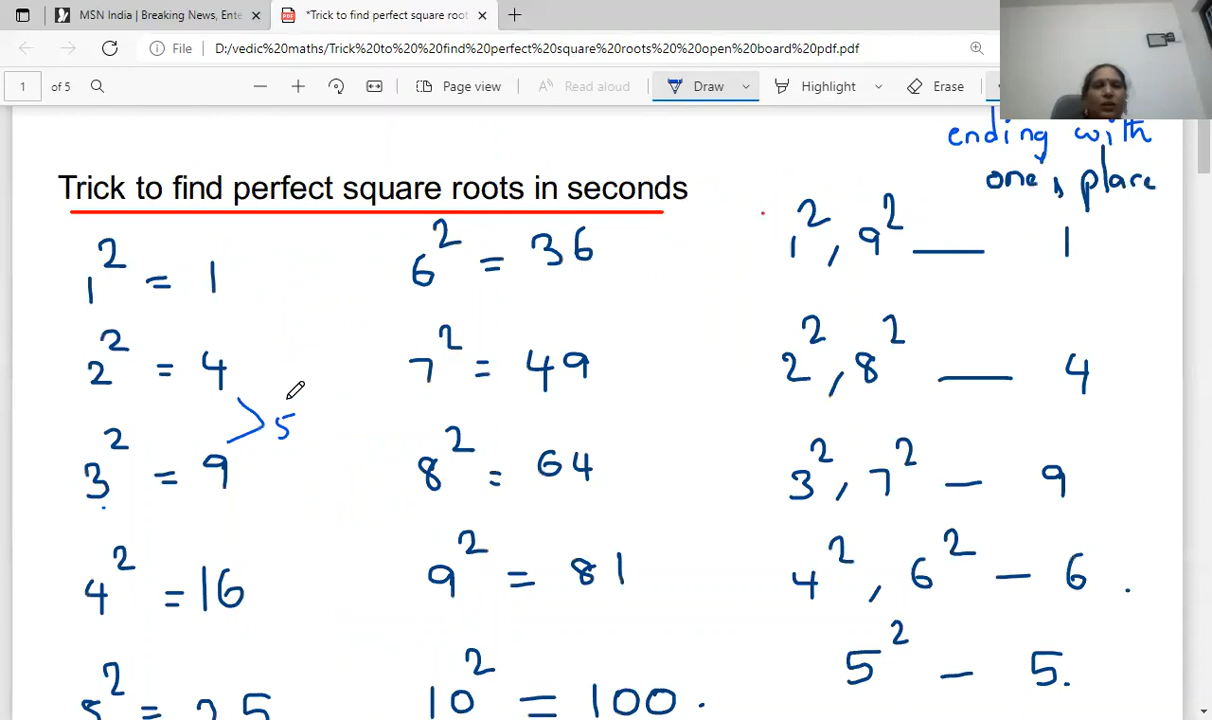 MSN India | Breaking News, Ente
*Trick to find perfect square roots
File D:/vedic%20maths/Trick%20to%20%20find%20perfect%20square%20roots%20%20open%20board%20pdf.pdf
1 of 5 Page view Read aloud Draw Highlight Erase
ending with
one's place
Trick to find perfect square roots in seconds
1² = 1
2² = 4
5
3² = 9
4² = 16
5² = 25
6² = 36
7² = 49
8² = 64
9² = 81
10² = 100.
1², 9² — 1
2², 8² — 4
3², 7² — 9
4², 6² — 6.
5² — 5.